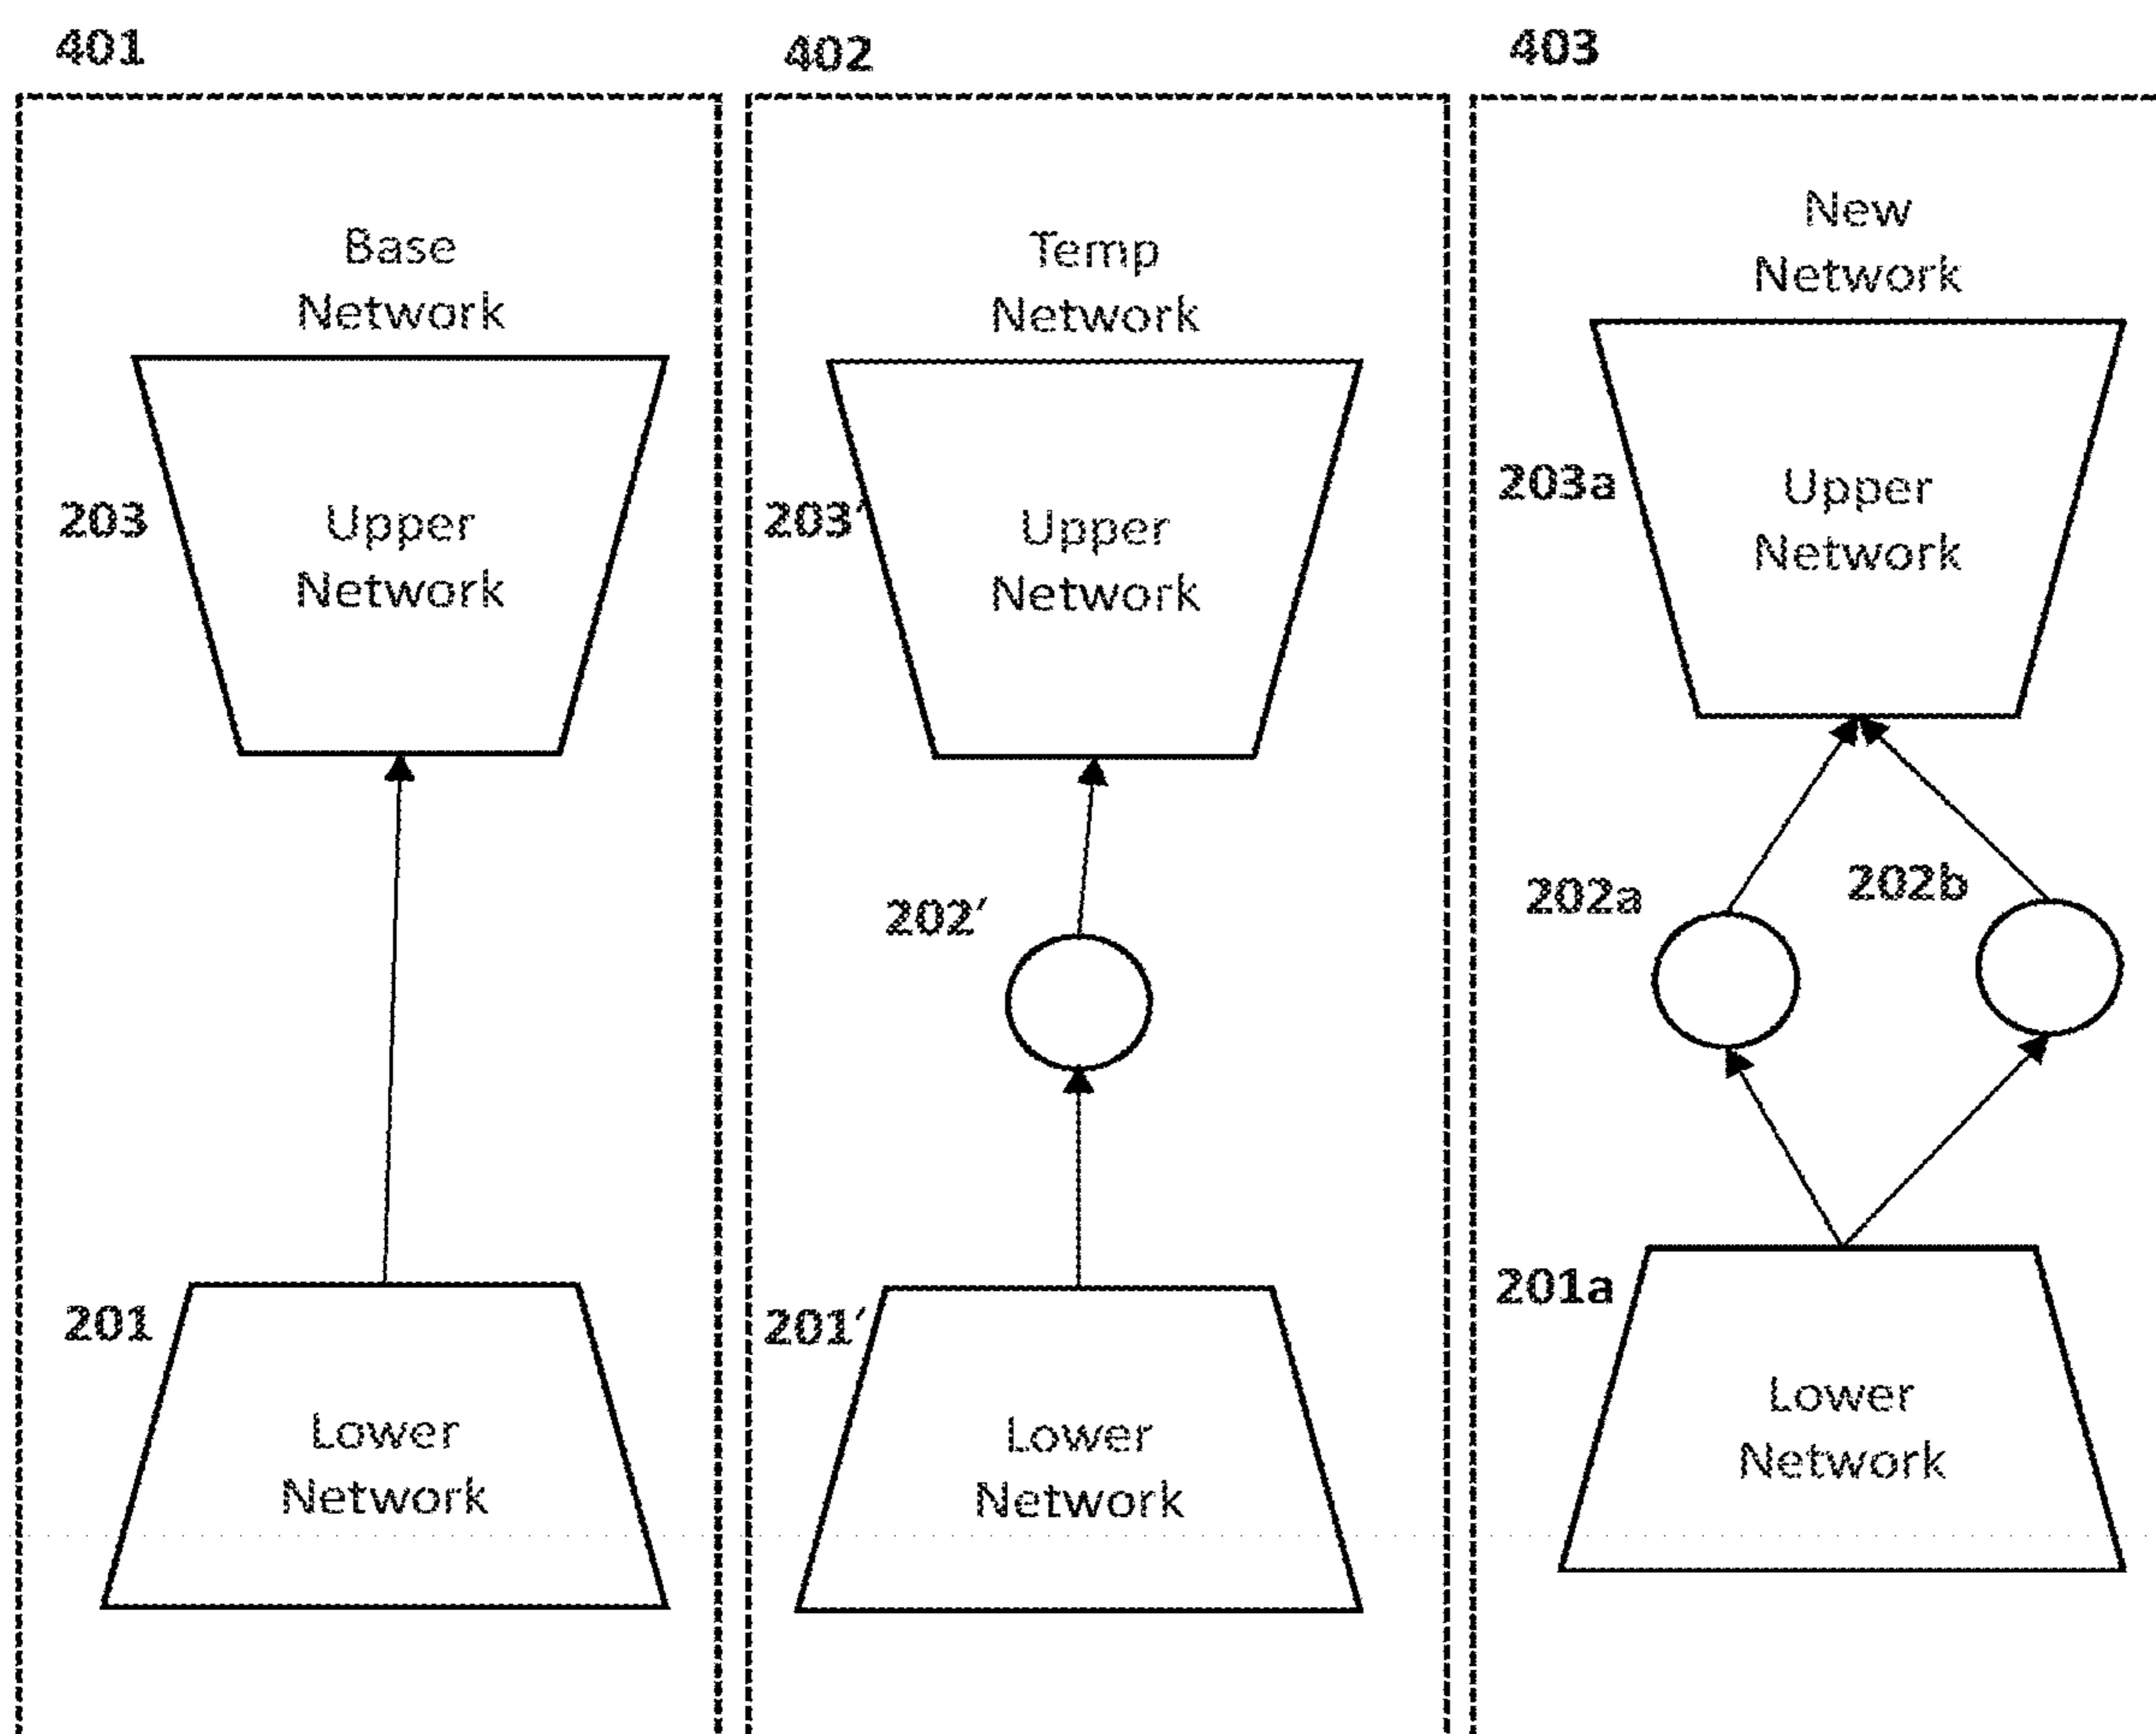 401
Base
Network
203
Upper
Network
201
Lower
Network
402
Temp
Network
203′
Upper
Network
202′
201′
Lower
Network
403
New
Network
203a
Upper
Network
202a
202b
201a
Lower
Network